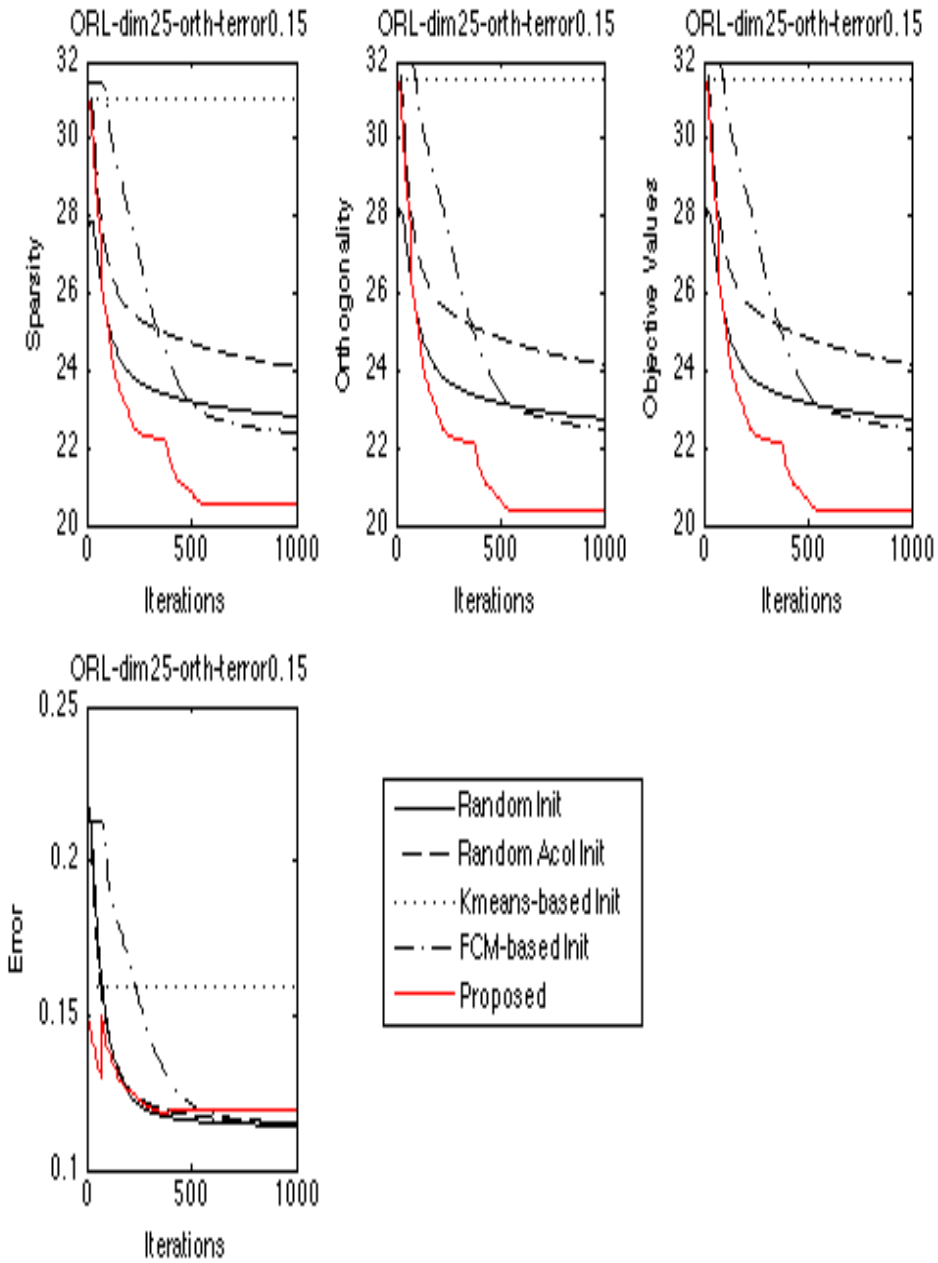 ORL-dim25-orth-terror0.15
32
30
28
26
24
22
20
0
500
1000
Sparsity
Iterations
ORL-dim25-orth-terror0.15
32
30
28
26
24
22
20
0
500
1000
Orthogonality
Iterations
ORL-dim25-orth-terror0.15
32
30
28
26
24
22
20
0
500
1000
Objective Values
Iterations
ORL-dim25-orth-terror0.15
0.25
0.2
0.15
0.1
0
500
1000
Error
Iterations
Random Init
Random Acol Init
Kmeans-based Init
FCM-based Init
Proposed